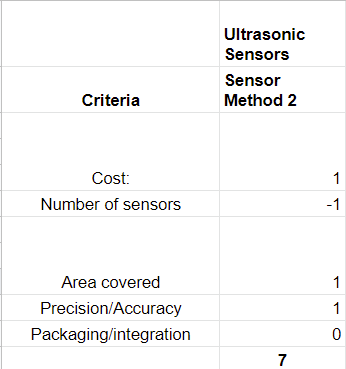 Ultrasonic
Sensors
Criteria Sensor
Method 2
Cost: 1
Number of sensors -1
Area covered 1
Precision/Accuracy 1
Packaging/integration 0
7